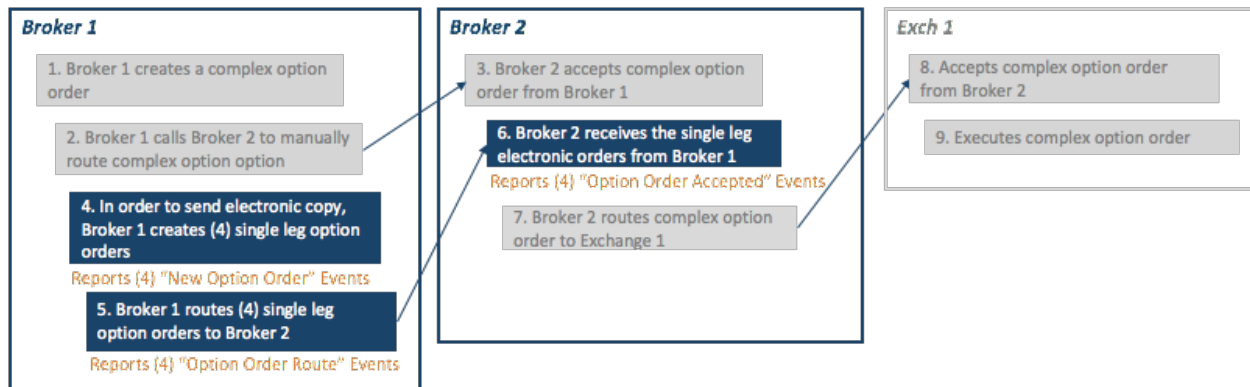 Broker 1
1. Broker 1 creates a complex option
order
2. Broker 1 calls Broker 2 to manually
route complex option option
4. In order to send electronic copy,
Broker 1 creates (4) single leg option
orders
Reports (4) “New Option Order” Events
5. Broker 1 routes (4) single leg
option orders to Broker 2
Reports (4) “Option Order Route” Events
Broker 2
3. Broker 2 accepts complex option
order from Broker 1
6. Broker 2 receives the single leg
electronic orders from Broker 1
Reports (4) “Option Order Accepted” Events
7. Broker 2 routes complex option
order to Exchange 1
Exch 1
8. Accepts complex option order
from Broker 2
9. Executes complex option order